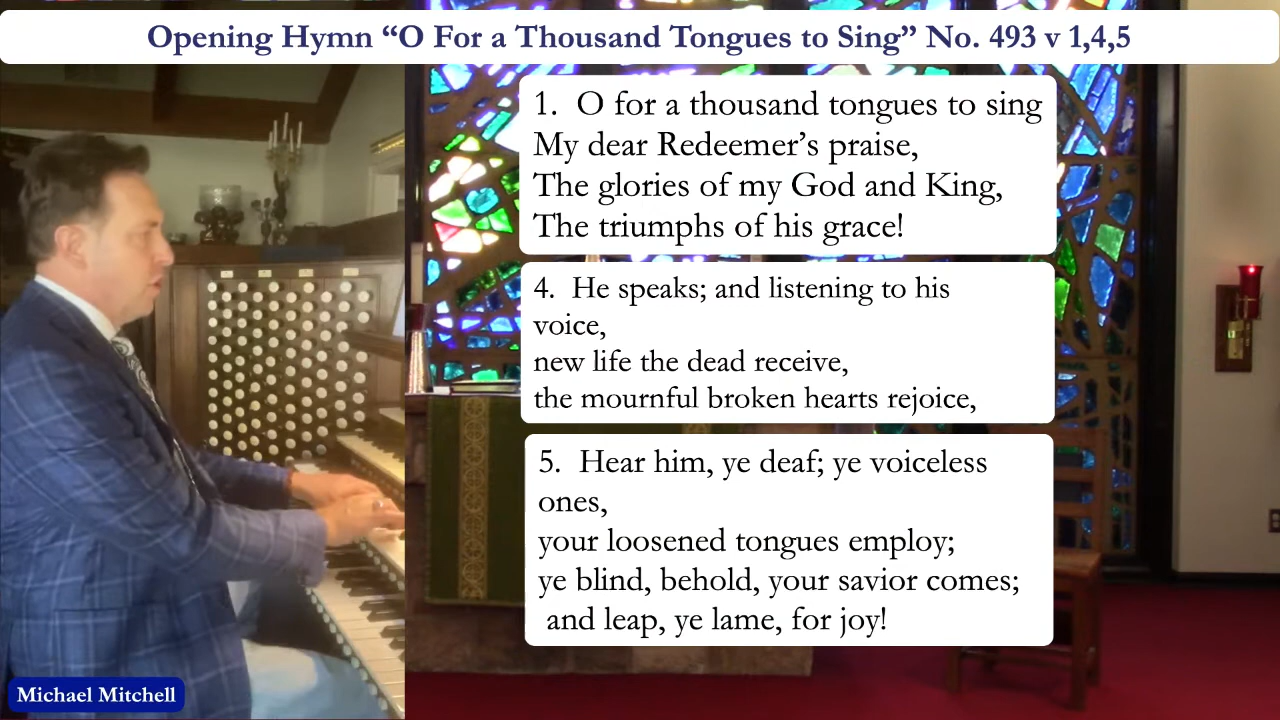 Opening Hymn “O For a Thousand Tongues to Sing” No. 493 v 1,4,5
1. O for a thousand tongues to sing
My dear Redeemer’s praise,
The glories of my God and King,
The triumphs of his grace!
4. He speaks; and listening to his
voice,
new life the dead receive,
the mournful broken hearts rejoice,
5. Hear him, ye deaf; ye voiceless
ones,
your loosened tongues employ;
ye blind, behold, your savior comes;
and leap, ye lame, for joy!
Michael Mitchell